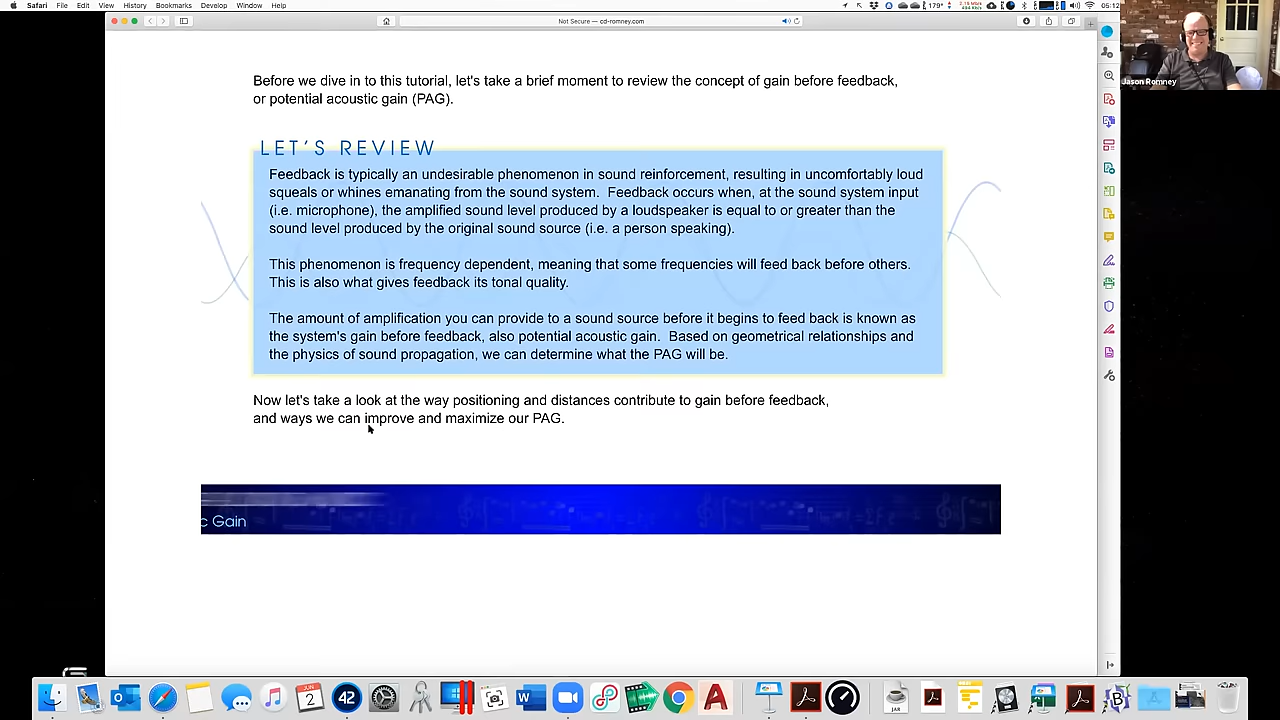 Safari File Edit View History Bookmarks Develop Window Help
179°
05:12
Not Secure — cd-romney.com
Jason Romney
Before we dive in to this tutorial, let's take a brief moment to review the concept of gain before feedback,
or potential acoustic gain (PAG).
LET'S REVIEW
Feedback is typically an undesirable phenomenon in sound reinforcement, resulting in uncomfortably loud
squeals or whines emanating from the sound system. Feedback occurs when, at the sound system input
(i.e. microphone), the amplified sound level produced by a loudspeaker is equal to or greater than the
sound level produced by the original sound source (i.e. a person speaking).
This phenomenon is frequency dependent, meaning that some frequencies will feed back before others.
This is also what gives feedback its tonal quality.
The amount of amplification you can provide to a sound source before it begins to feed back is known as
the system's gain before feedback, also potential acoustic gain. Based on geometrical relationships and
the physics of sound propagation, we can determine what the PAG will be.
Now let's take a look at the way positioning and distances contribute to gain before feedback,
and ways we can improve and maximize our PAG.
c Gain
JUN
2
42
W
JAR